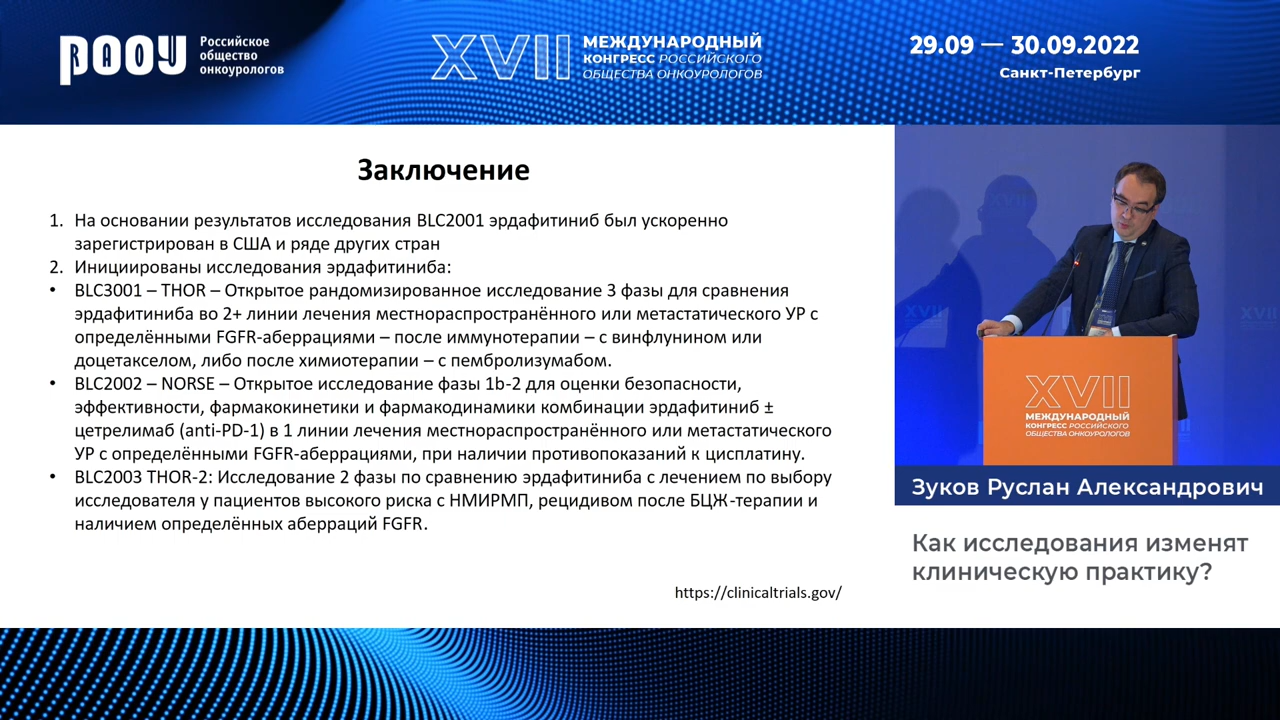 РООУ
RAOU
Российское
общество
онкоурологов
XVII
МЕЖДУНАРОДНЫЙ
КОНГРЕСС РОССИЙСКОГО
ОБЩЕСТВА ОНКОУРОЛОГОВ
29.09 — 30.09.2022
Санкт-Петербург
Заключение
1. На основании результатов исследования BLC2001 эрдафитиниб был ускоренно
зарегистрирован в США и ряде других стран
2. Инициированы исследования эрдафитиниба:
• BLC3001 – THOR – Открытое рандомизированное исследование 3 фазы для сравнения
эрдафитиниба во 2+ линии лечения местнораспространённого или метастатического УР с
определёнными FGFR-аберрациями – после иммунотерапии – с винфлунином или
доцетакселом, либо после химиотерапии – с пембролизумабом.
• BLC2002 – NORSE – Открытое исследование фазы 1b-2 для оценки безопасности,
эффективности, фармакокинетики и фармакодинамики комбинации эрдафитиниб ±
цетрелимаб (anti-PD-1) в 1 линии лечения местнораспространённого или метастатического
УР с определёнными FGFR-аберрациями, при наличии противопоказаний к цисплатину.
• BLC2003 THOR-2: Исследование 2 фазы по сравнению эрдафитиниба с лечением по выбору
исследователя у пациентов высокого риска с НМИРМП, рецидивом после БЦЖ-терапии и
наличием определённых аберраций FGFR.
https://clinicaltrials.gov/
XVII
XVII
МЕЖДУНАРОДНЫЙ
КОНГРЕСС РОССИЙСКОГО
ОБЩЕСТВА ОНКОУРОЛОГОВ
Зуков Руслан Александрович
Как исследования изменят
клиническую практику?